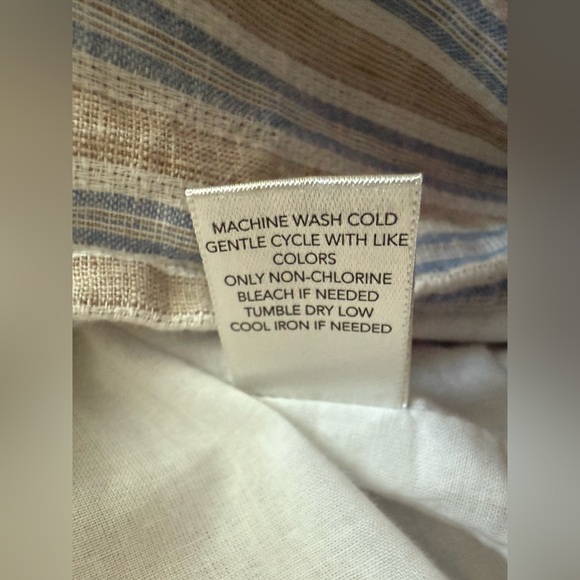 MACHINE WASH COLD
GENTLE CYCLE WITH LIKE
COLORS
ONLY NON-CHLORINE
BLEACH IF NEEDED
TUMBLE DRY LOW
COOL IRON IF NEEDED